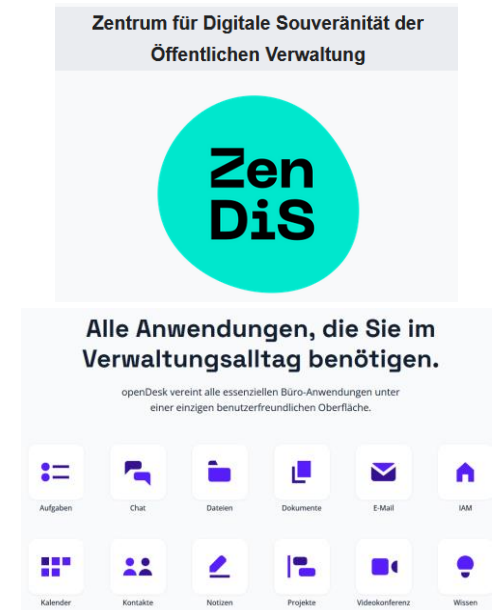 Zentrum für Digitale Souveränität der
Öffentlichen Verwaltung
Zen
DiS
Alle Anwendungen, die Sie im
Verwaltungsalltag benötigen.
openDesk vereint alle essenziellen Büro-Anwendungen unter
einer einzigen benutzerfreundlichen Oberfläche.
Aufgaben Chat Dateien Dokumente E-Mail IAM
Kalender Kontakte Notizen Projekte Videokonferenz Wissen